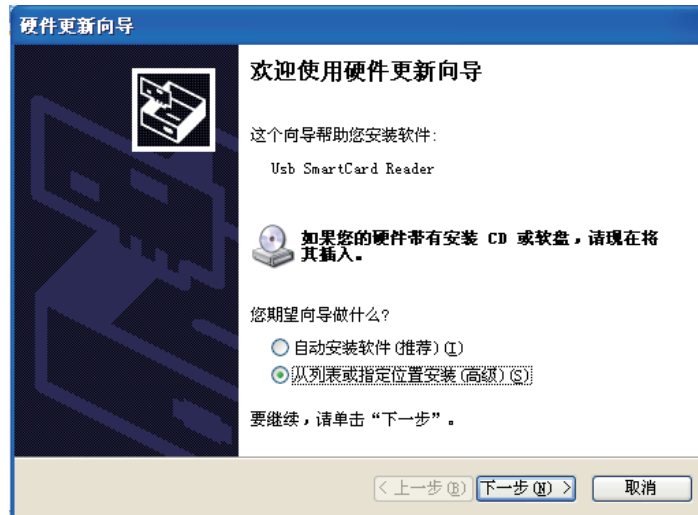 硬件更新向导
欢迎使用硬件更新向导
这个向导帮助您安装软件:
Usb SmartCard Reader
如果您的硬件带有安装 CD 或软盘，请现在将
其插入。
您期望向导做什么?
自动安装软件(推荐)(I)
从列表或指定位置安装(高级)(S)
要继续，请单击“下一步”。
< 上一步(B) 下一步(N) > 取消